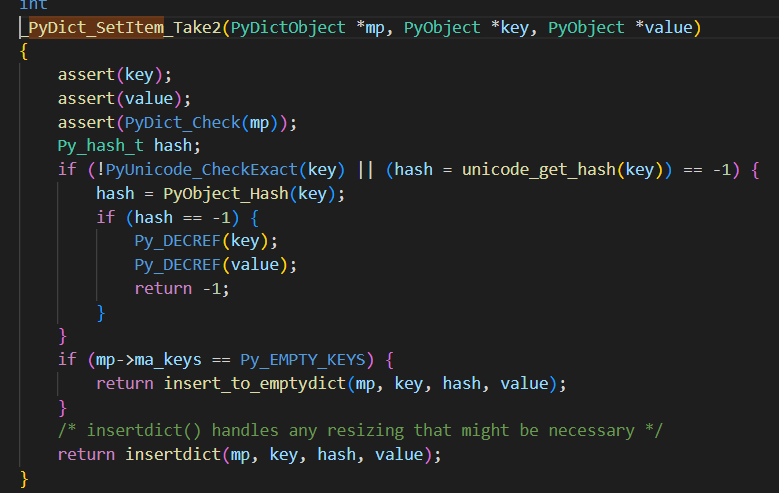 int
_PyDict_SetItem_Take2(PyDictObject *mp, PyObject *key, PyObject *value)
{
    assert(key);
    assert(value);
    assert(PyDict_Check(mp));
    Py_hash_t hash;
    if (!PyUnicode_CheckExact(key) || (hash = unicode_get_hash(key)) == -1) {
        hash = PyObject_Hash(key);
        if (hash == -1) {
            Py_DECREF(key);
            Py_DECREF(value);
            return -1;
        }
    }
    if (mp->ma_keys == Py_EMPTY_KEYS) {
        return insert_to_emptydict(mp, key, hash, value);
    }
    /* insertdict() handles any resizing that might be necessary */
    return insertdict(mp, key, hash, value);
}